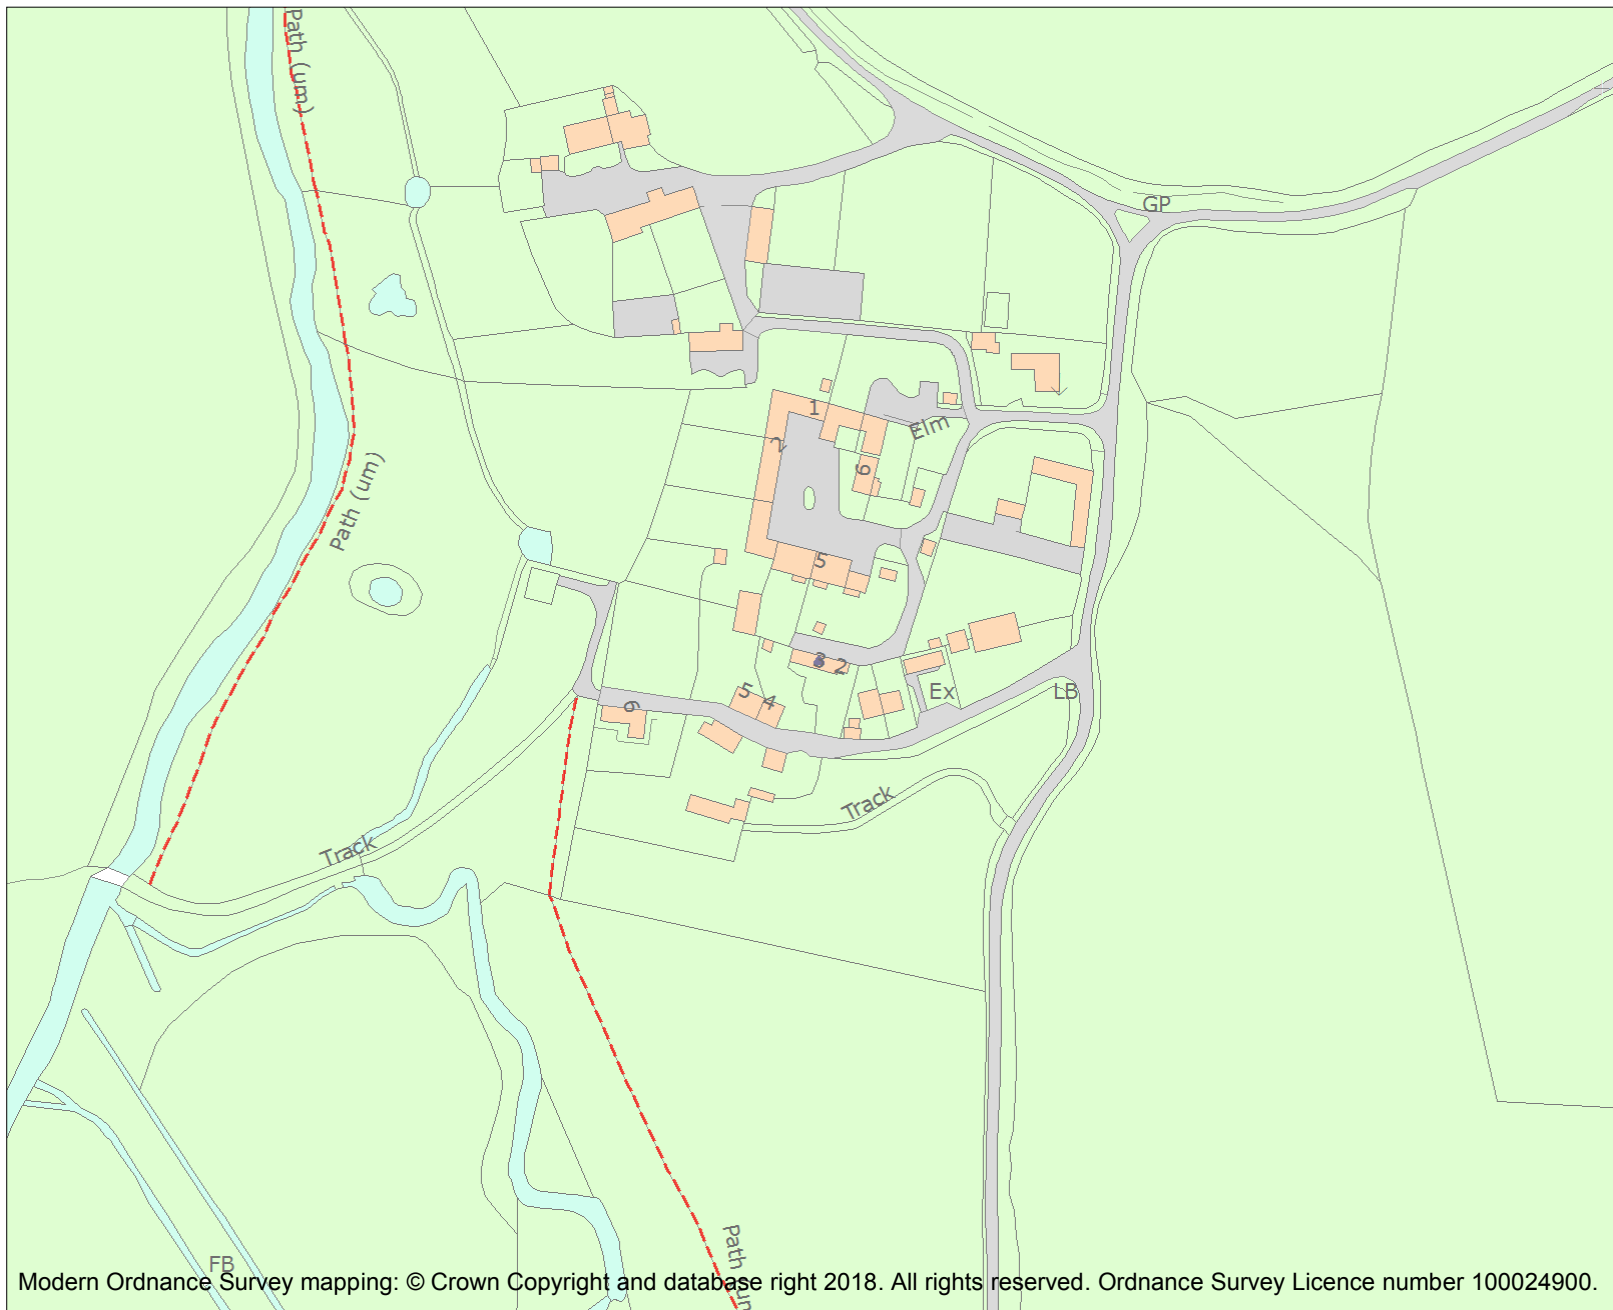 Path (um)
GP
1
Elm
2
6
Path (um)
5
3 2
Ex
LB
5
4
6
Track
Track
Path (un
FB
Modern Ordnance Survey mapping: © Crown Copyright and database right 2018. All rights reserved. Ordnance Survey Licence number 100024900.